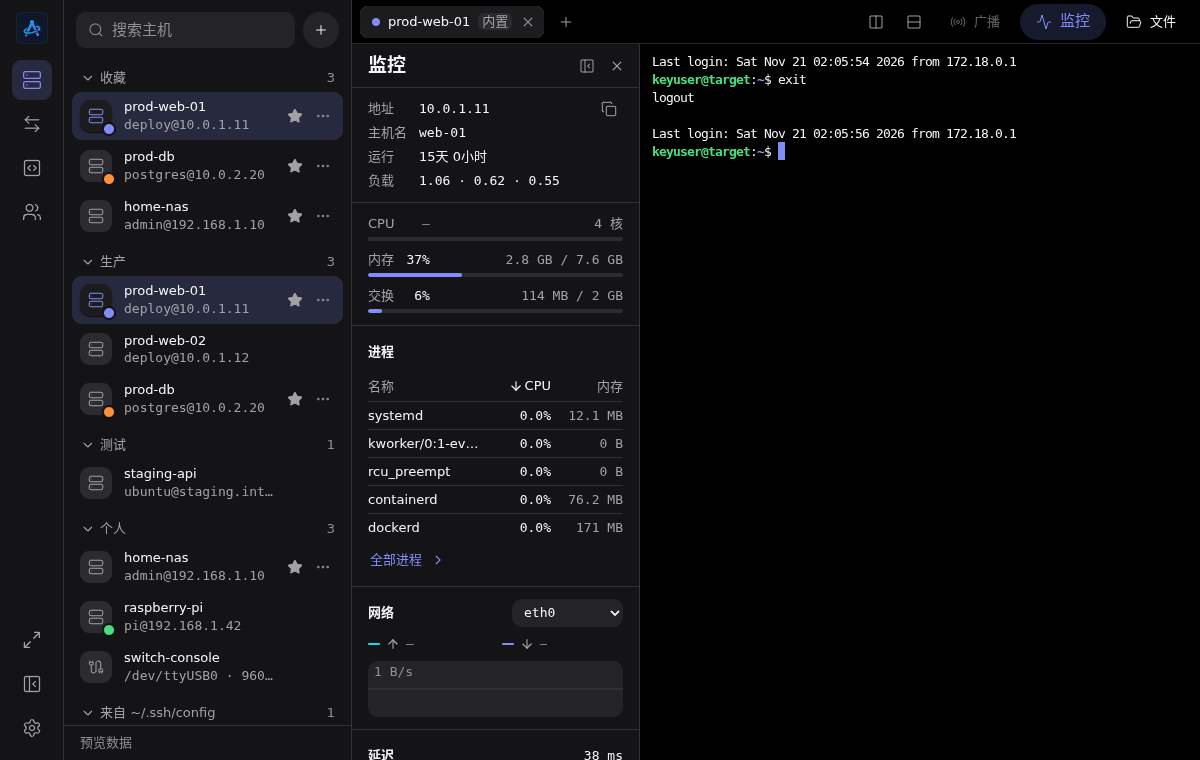 搜索主机
收藏 3
prod-web-01
deploy@10.0.1.11
prod-db
postgres@10.0.2.20
home-nas
admin@192.168.1.10
生产 3
prod-web-01
deploy@10.0.1.11
prod-web-02
deploy@10.0.1.12
prod-db
postgres@10.0.2.20
测试 1
staging-api
ubuntu@staging.int…
个人 3
home-nas
admin@192.168.1.10
raspberry-pi
pi@192.168.1.42
switch-console
/dev/ttyUSB0 · 960…
来自 ~/.ssh/config 1
预览数据
prod-web-01 内置
广播 监控 文件
监控
地址 10.0.1.11
主机名 web-01
运行 15天 0小时
负载 1.06 · 0.62 · 0.55
CPU — 4 核
内存 37% 2.8 GB / 7.6 GB
交换 6% 114 MB / 2 GB
进程
名称 CPU 内存
systemd 0.0% 12.1 MB
kworker/0:1-ev… 0.0% 0 B
rcu_preempt 0.0% 0 B
containerd 0.0% 76.2 MB
dockerd 0.0% 171 MB
全部进程
网络 eth0
— —
1 B/s
延迟 38 ms
Last login: Sat Nov 21 02:05:54 2026 from 172.18.0.1
keyuser@target:~$ exit
logout
Last login: Sat Nov 21 02:05:56 2026 from 172.18.0.1
keyuser@target:~$